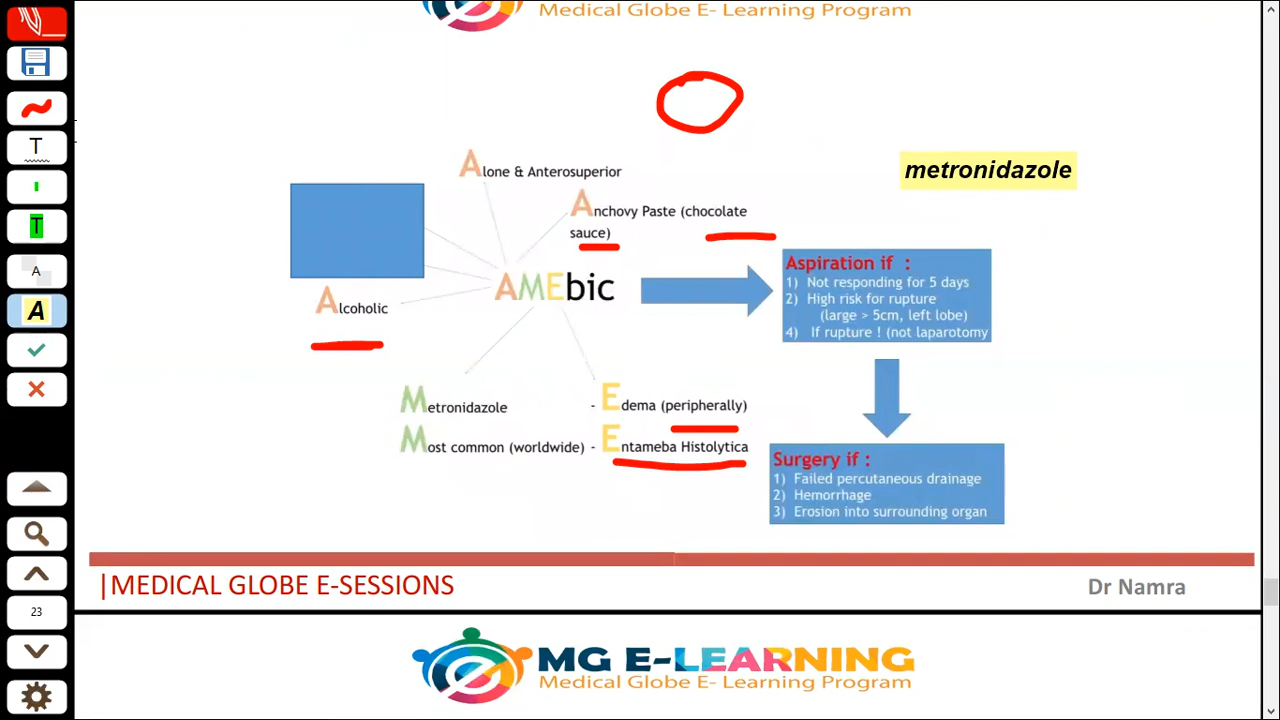 Medical Globe E- Learning Program
Alone & Anterosuperior
metronidazole
Anchovy Paste (chocolate
sauce)
AMEbic
Alcoholic
Aspiration if :
1) Not responding for 5 days
2) High risk for rupture
(large > 5cm, left lobe)
4) If rupture ! (not laparotomy
Metronidazole
- Edema (peripherally)
Most common (worldwide)
- Entameba Histolytica
Surgery if :
1) Failed percutaneous drainage
2) Hemorrhage
3) Erosion into surrounding organ
|MEDICAL GLOBE E-SESSIONS
Dr Namra
MG E-LEARNING
Medical Globe E- Learning Program
T
T
A
A
23